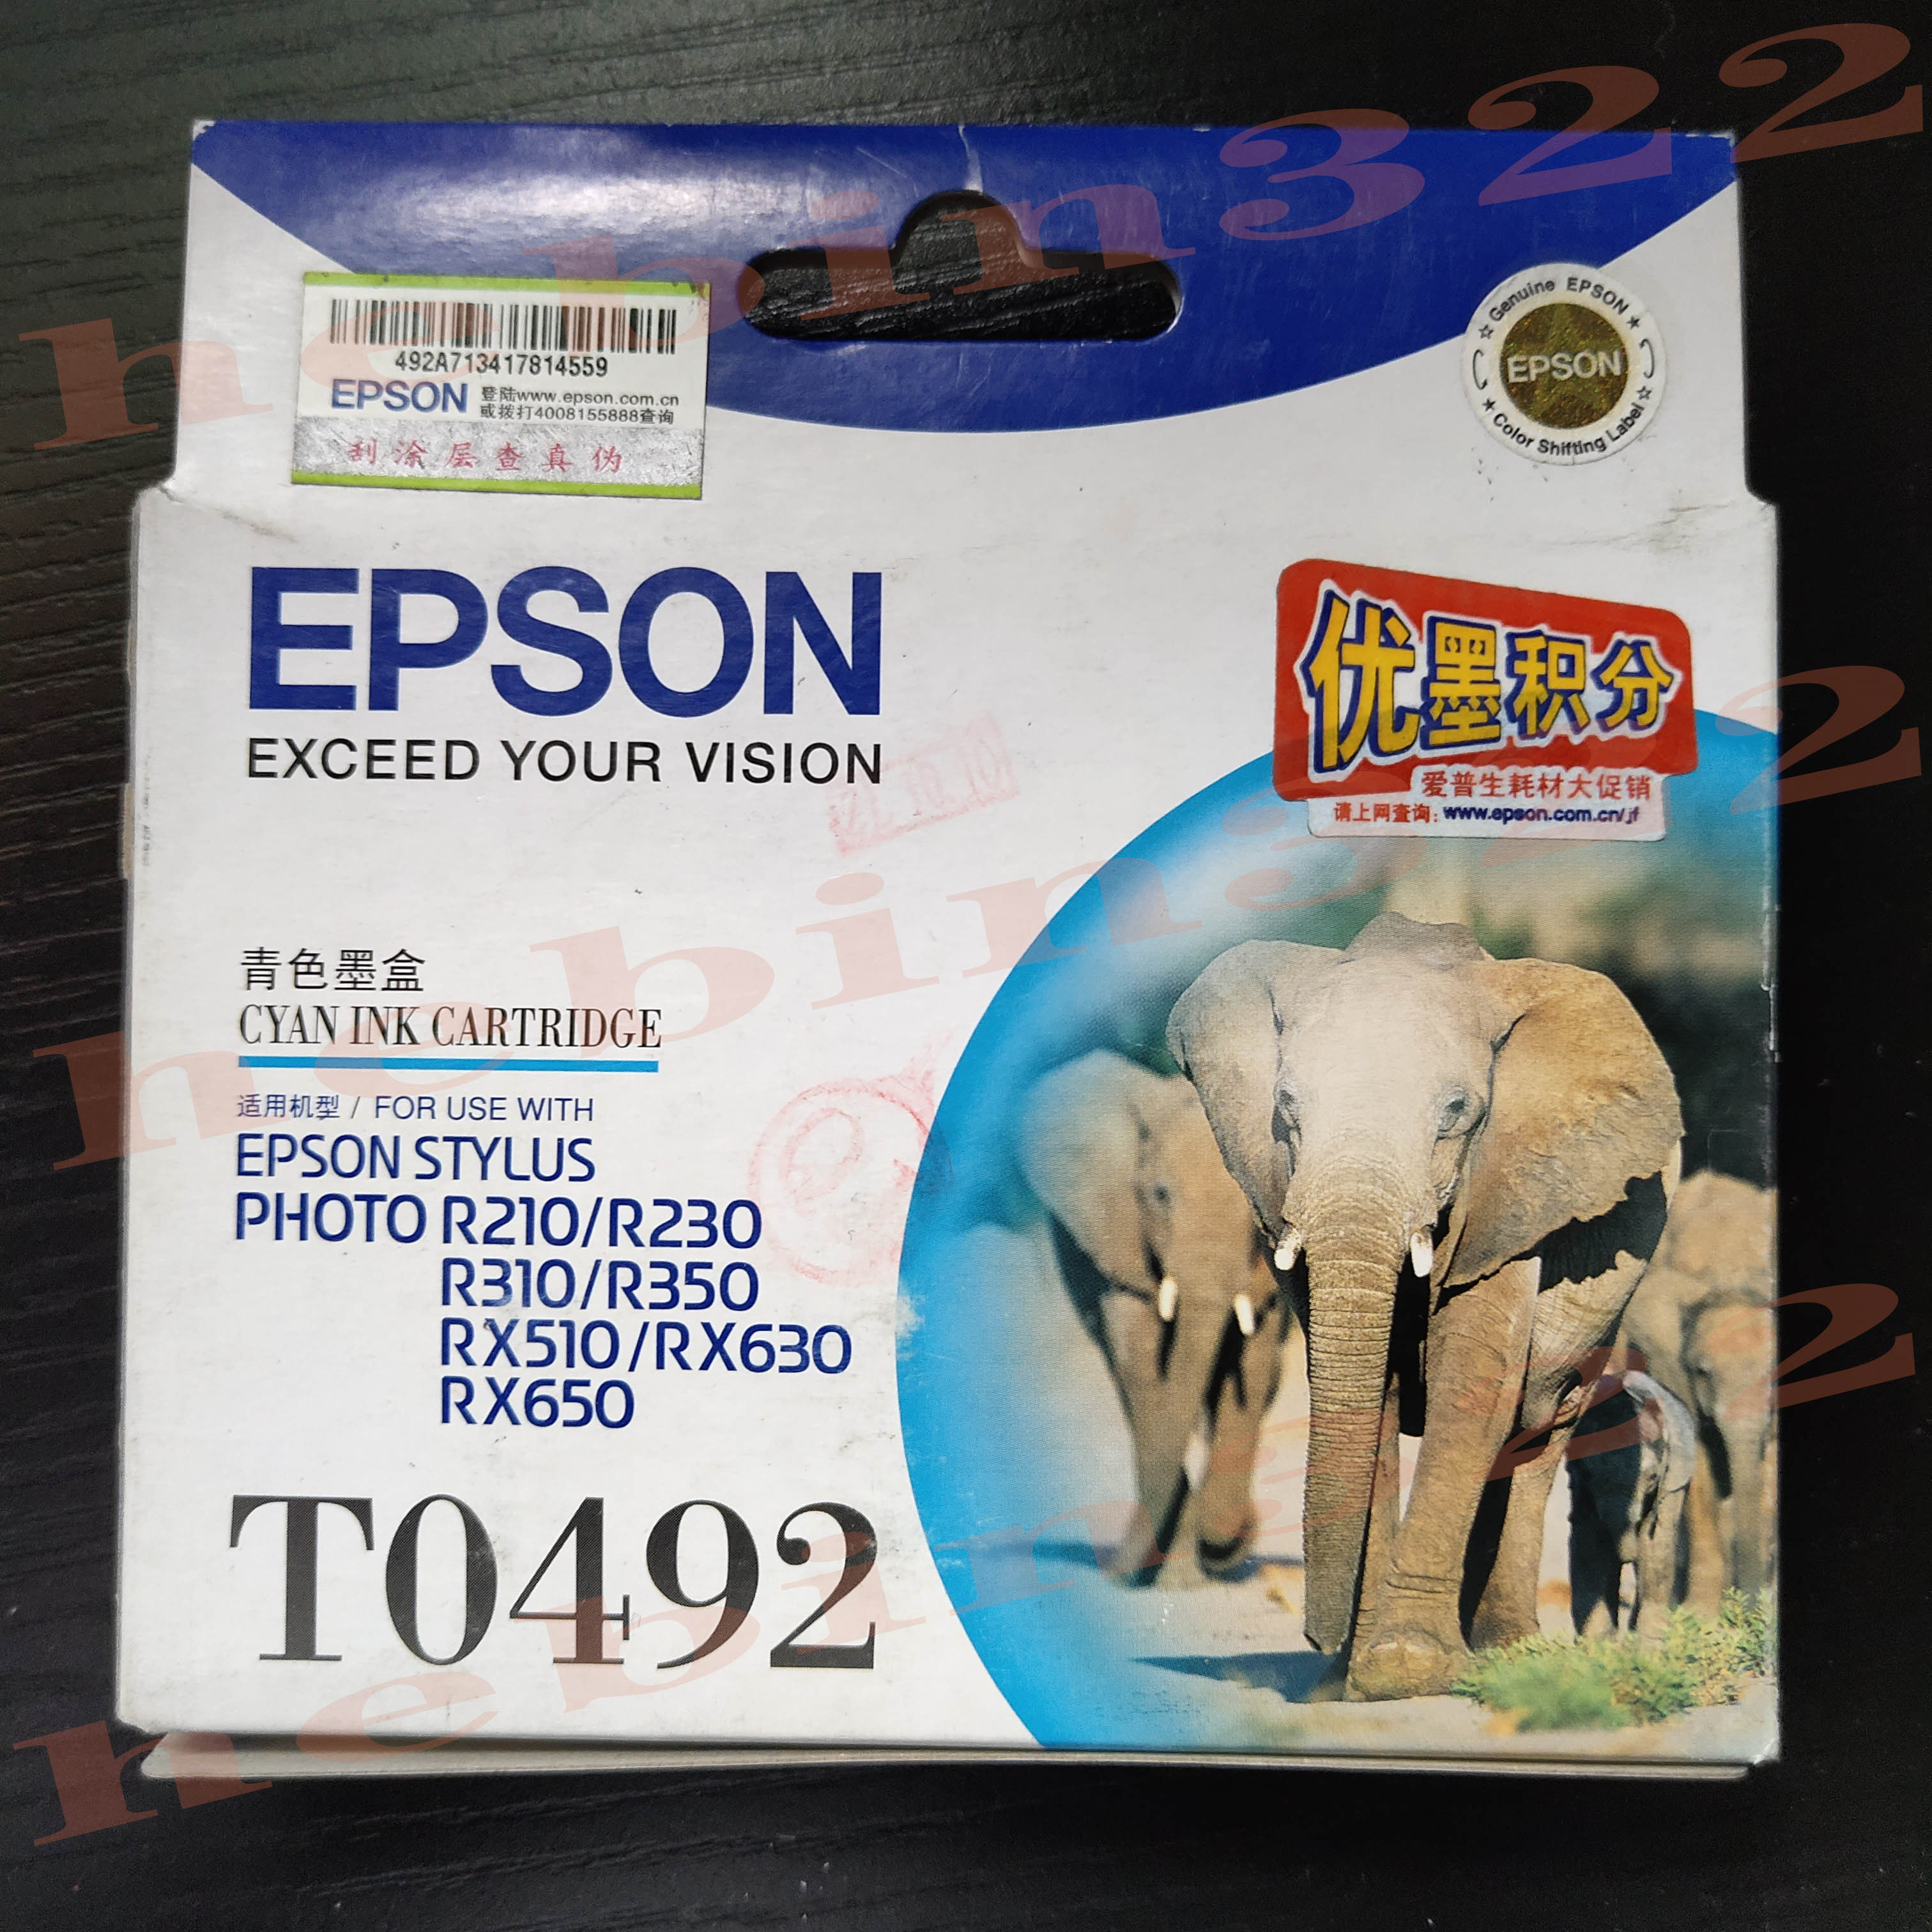 492A713417814559
EPSON 登陆www.epson.com.cn
或拨打4008155888查询
刮涂层查真伪
☆ Genuine EPSON ★
EPSON
★ Color Shifting Label ☆
EPSON
EXCEED YOUR VISION
优墨积分
爱普生耗材大促销
请上网查询：www.epson.com.cn/jf
青色墨盒
CYAN INK CARTRIDGE
适用机型 / FOR USE WITH
EPSON STYLUS
PHOTO R210/R230
R310/R350
RX510/RX630
RX650
T0492
hebin322
hebin322
hebin322